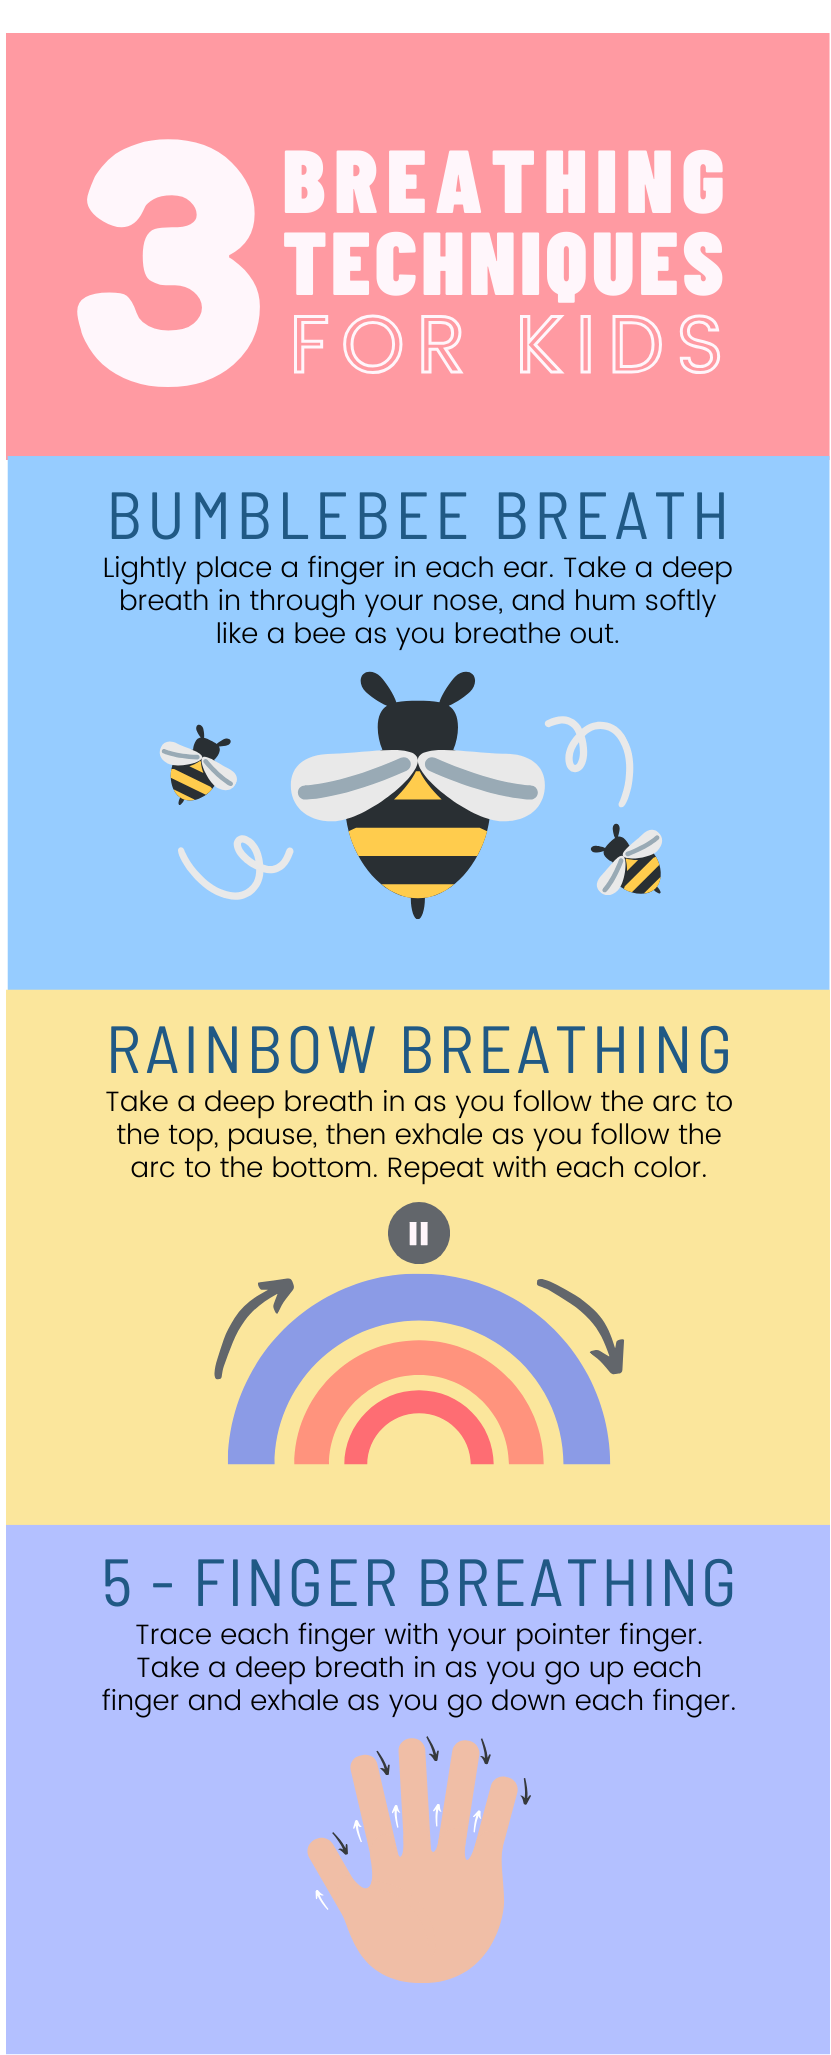 3 BREATHING
TECHNIQUES
FOR KIDS
BUMBLEBEE BREATH
Lightly place a finger in each ear. Take a deep
breath in through your nose, and hum softly
like a bee as you breathe out.
RAINBOW BREATHING
Take a deep breath in as you follow the arc to
the top, pause, then exhale as you follow the
arc to the bottom. Repeat with each color.
5 - FINGER BREATHING
Trace each finger with your pointer finger.
Take a deep breath in as you go up each
finger and exhale as you go down each finger.